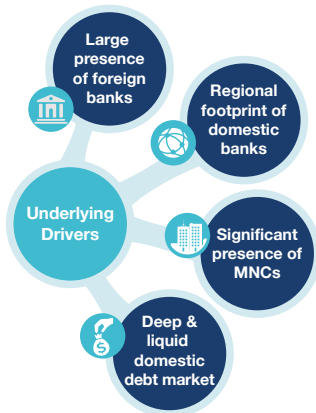 Large
presence
of foreign
banks
Regional
footprint of
domestic
banks
Underlying
Drivers
Significant
presence of
MNCs
Deep &
liquid
domestic
debt market
$